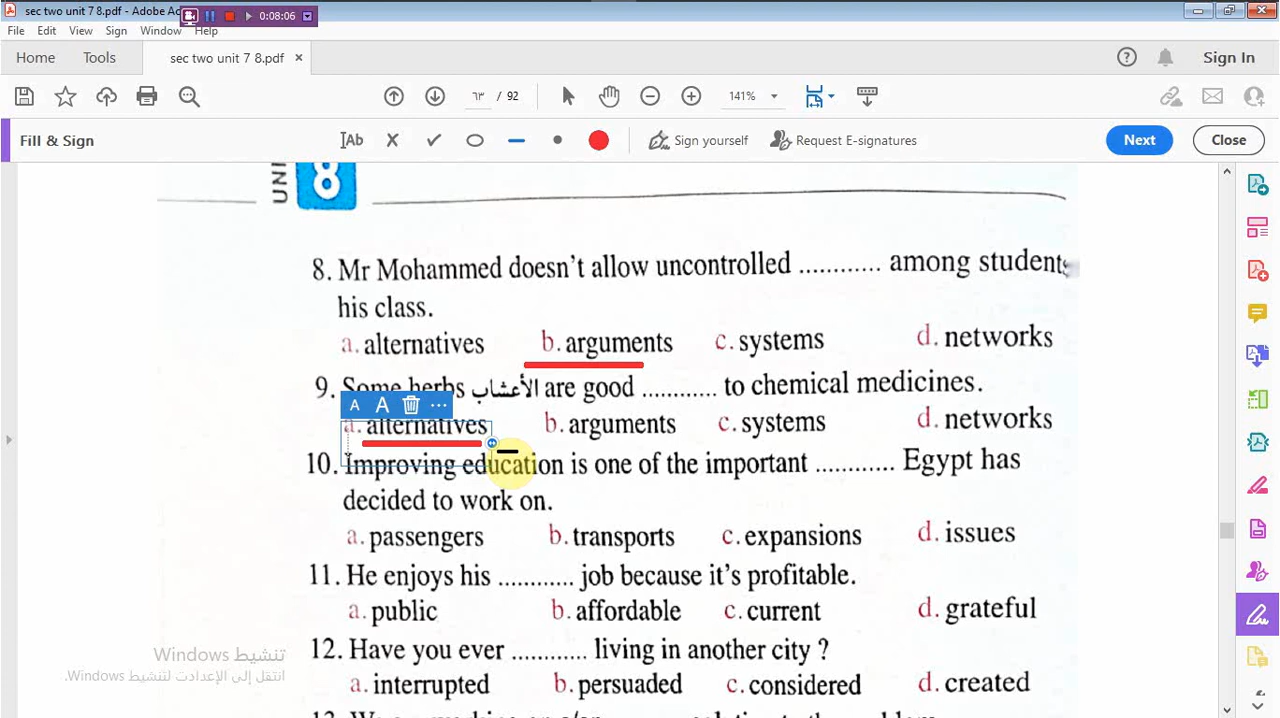 sec two unit 7 8.pdf - Adobe Ac
0:08:06
File Edit View Sign Window Help
Home Tools sec two unit 7 8.pdf × Sign In
٦٣ / 92 141%
Fill & Sign Ab Sign yourself Request E-signatures Next Close
UNI
8
8. Mr Mohammed doesn't allow uncontrolled ............ among students
his class.
a. alternatives b. arguments c. systems d. networks
9. Some herbs الأعشاب are good ............ to chemical medicines.
A A ...
a. alternatives b. arguments c. systems d. networks
10. Improving education is one of the important ............ Egypt has
decided to work on.
a. passengers b. transports c. expansions d. issues
11. He enjoys his ............ job because it's profitable.
a. public b. affordable c. current d. grateful
12. Have you ever ............ living in another city ?
a. interrupted b. persuaded c. considered d. created
تنشيط Windows
انتقل إلى الإعدادات لتنشيط Windows.